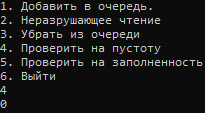 1. Добавить в очередь.
2. Неразрушающее чтение
3. Убрать из очереди
4. Проверить на пустоту
5. Проверить на заполненность
6. Выйти
4
0